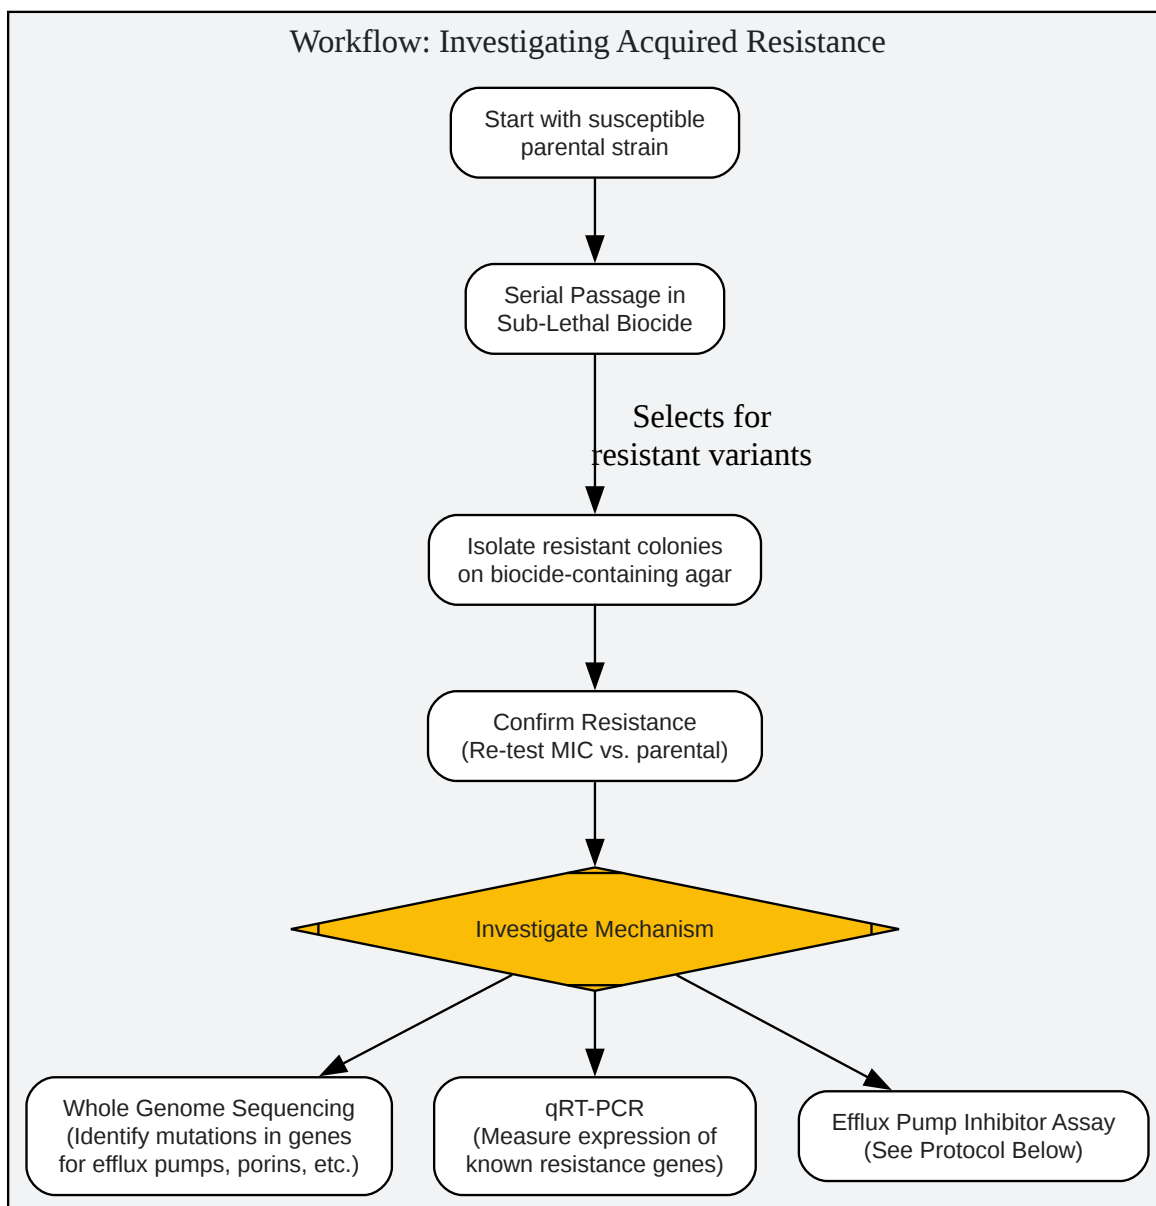 Workflow: Investigating Acquired Resistance
Start with susceptible
parental strain
Serial Passage in
Sub-Lethal Biocide
Selects for
resistant variants
Isolate resistant colonies
on biocide-containing agar
Confirm Resistance
(Re-test MIC vs. parental)
Investigate Mechanism
Whole Genome Sequencing
(Identify mutations in genes
for efflux pumps, porins, etc.)
qRT-PCR
(Measure expression of
known resistance genes)
Efflux Pump Inhibitor Assay
(See Protocol Below)